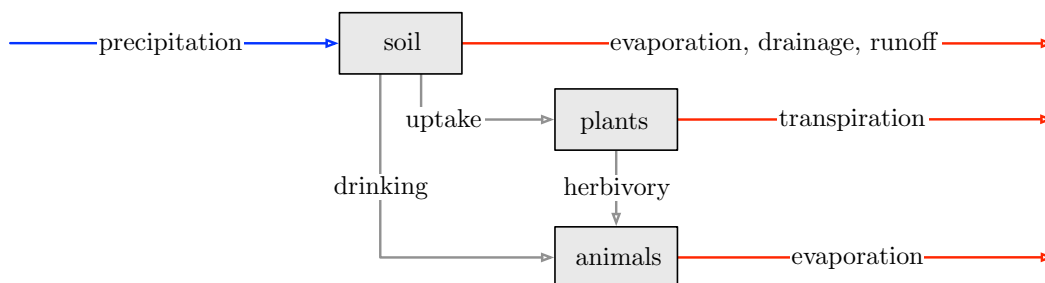 precipitation
soil
evaporation, drainage, runoff
uptake
plants
transpiration
drinking
herbivory
animals
evaporation